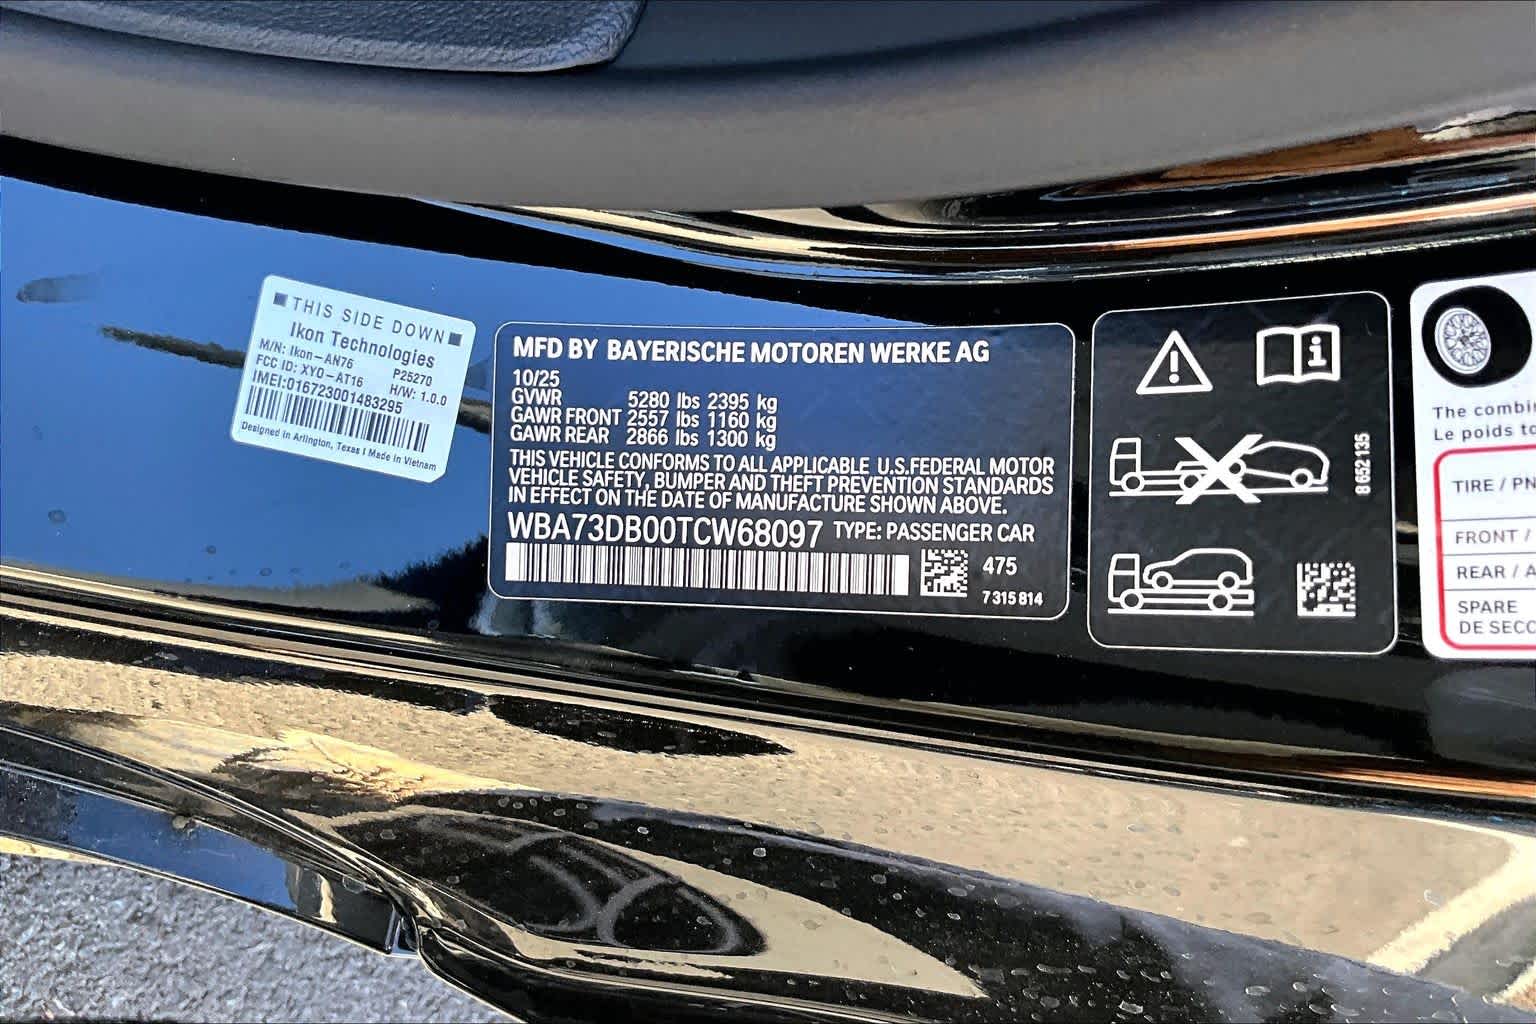 THIS SIDE DOWN
Ikon Technologies
M/N: Ikon-AN76 P25270
FCC ID: XYO-AT16 H/W: 1.0.0
IMEI:016723001483295
Designed in Arlington, Texas | Made in Vietnam
MFD BY BAYERISCHE MOTOREN WERKE AG
10/25
GVWR 5280 lbs 2395 kg
GAWR FRONT 2557 lbs 1160 kg
GAWR REAR 2866 lbs 1300 kg
THIS VEHICLE CONFORMS TO ALL APPLICABLE U.S.FEDERAL MOTOR
VEHICLE SAFETY, BUMPER AND THEFT PREVENTION STANDARDS
IN EFFECT ON THE DATE OF MANUFACTURE SHOWN ABOVE.
WBA73DB00TCW68097 TYPE: PASSENGER CAR
475
7 315 814
i
8 652 135
The combi
Le poids to
TIRE / PN
FRONT /
REAR / A
SPARE
DE SECO